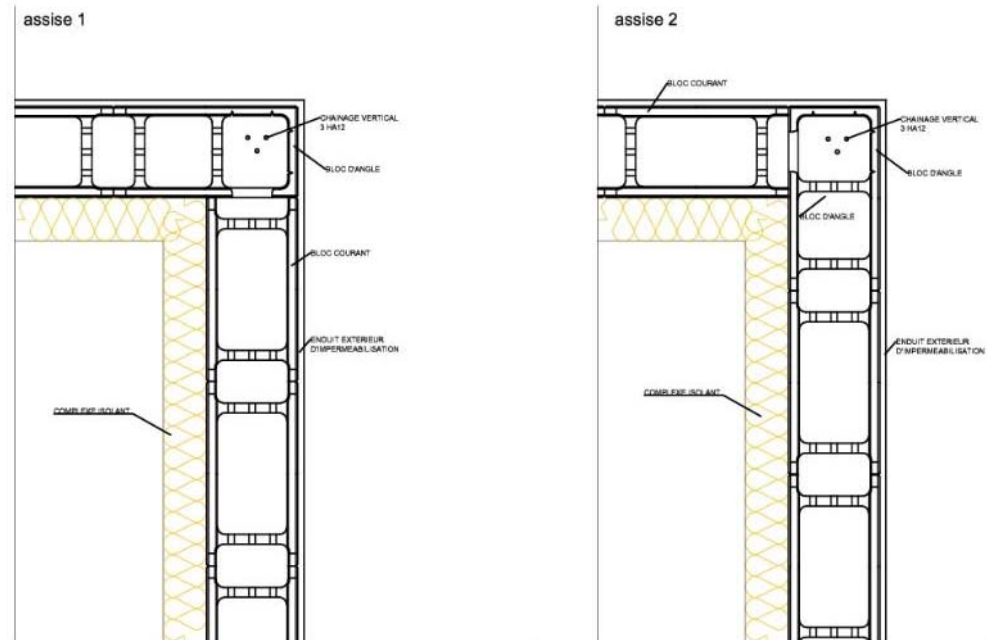 assise 1
CHAINAGE VERTICAL
3 HA12
BLOC D'ANGLE
BLOC COURANT
ENDUIT EXTERIEUR
D'IMPERMEABILISATION
COMPLEXE ISOLANT
assise 2
BLOC COURANT
CHAINAGE VERTICAL
3 HA12
BLOC D'ANGLE
BLOC D'ANGLE
ENDUIT EXTERIEUR
D'IMPERMEABILISATION
COMPLEXE ISOLANT